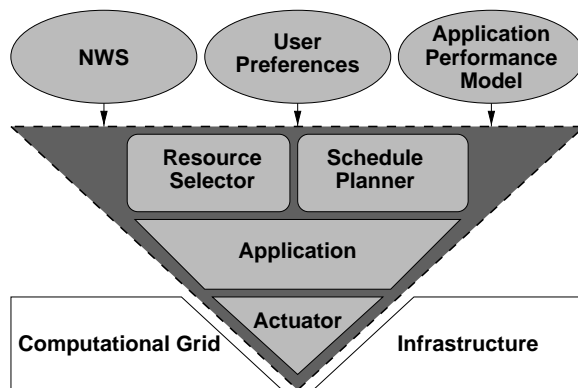 NWS
User
Preferences
Application
Performance
Model
Resource
Selector
Schedule
Planner
Application
Actuator
Computational Grid
Infrastructure